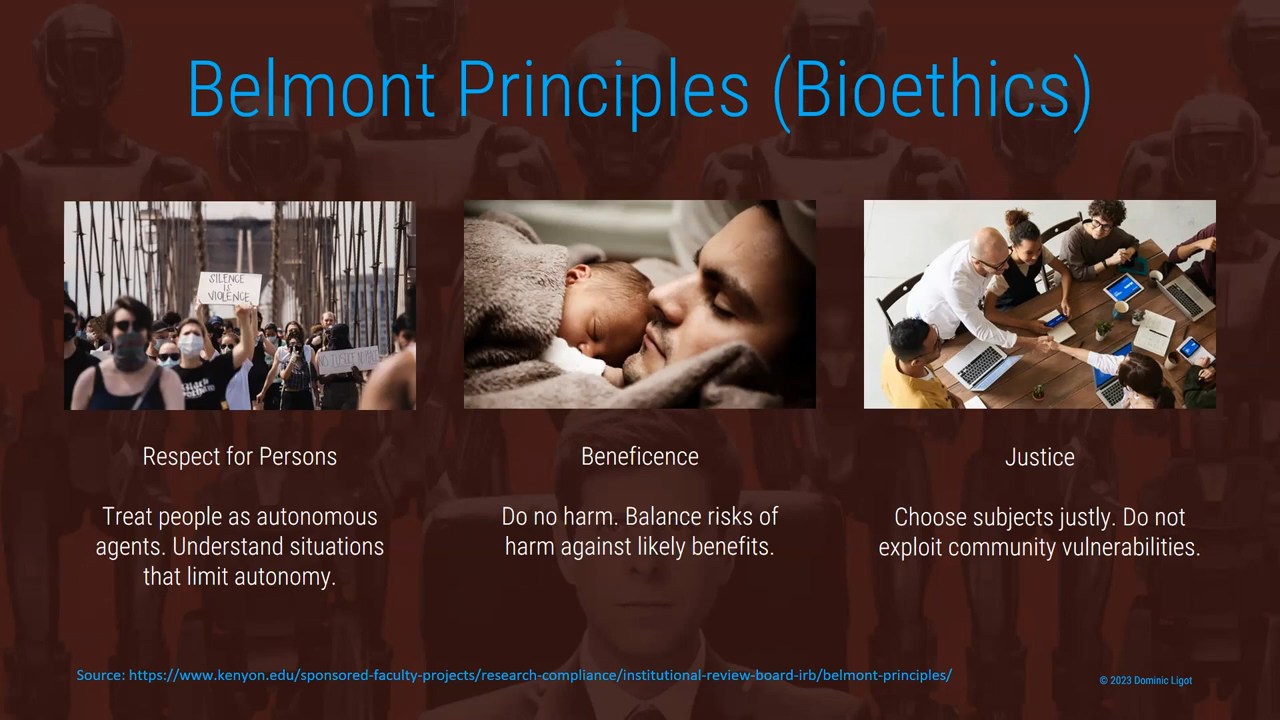 Belmont Principles (Bioethics)
SILENCE
IS
VIOLENCE
Respect for Persons
Treat people as autonomous
agents. Understand situations
that limit autonomy.
Beneficence
Do no harm. Balance risks of
harm against likely benefits.
Justice
Choose subjects justly. Do not
exploit community vulnerabilities.
Source: https://www.kenyon.edu/sponsored-faculty-projects/research-compliance/institutional-review-board-irb/belmont-principles/
© 2023 Dominic Ligot